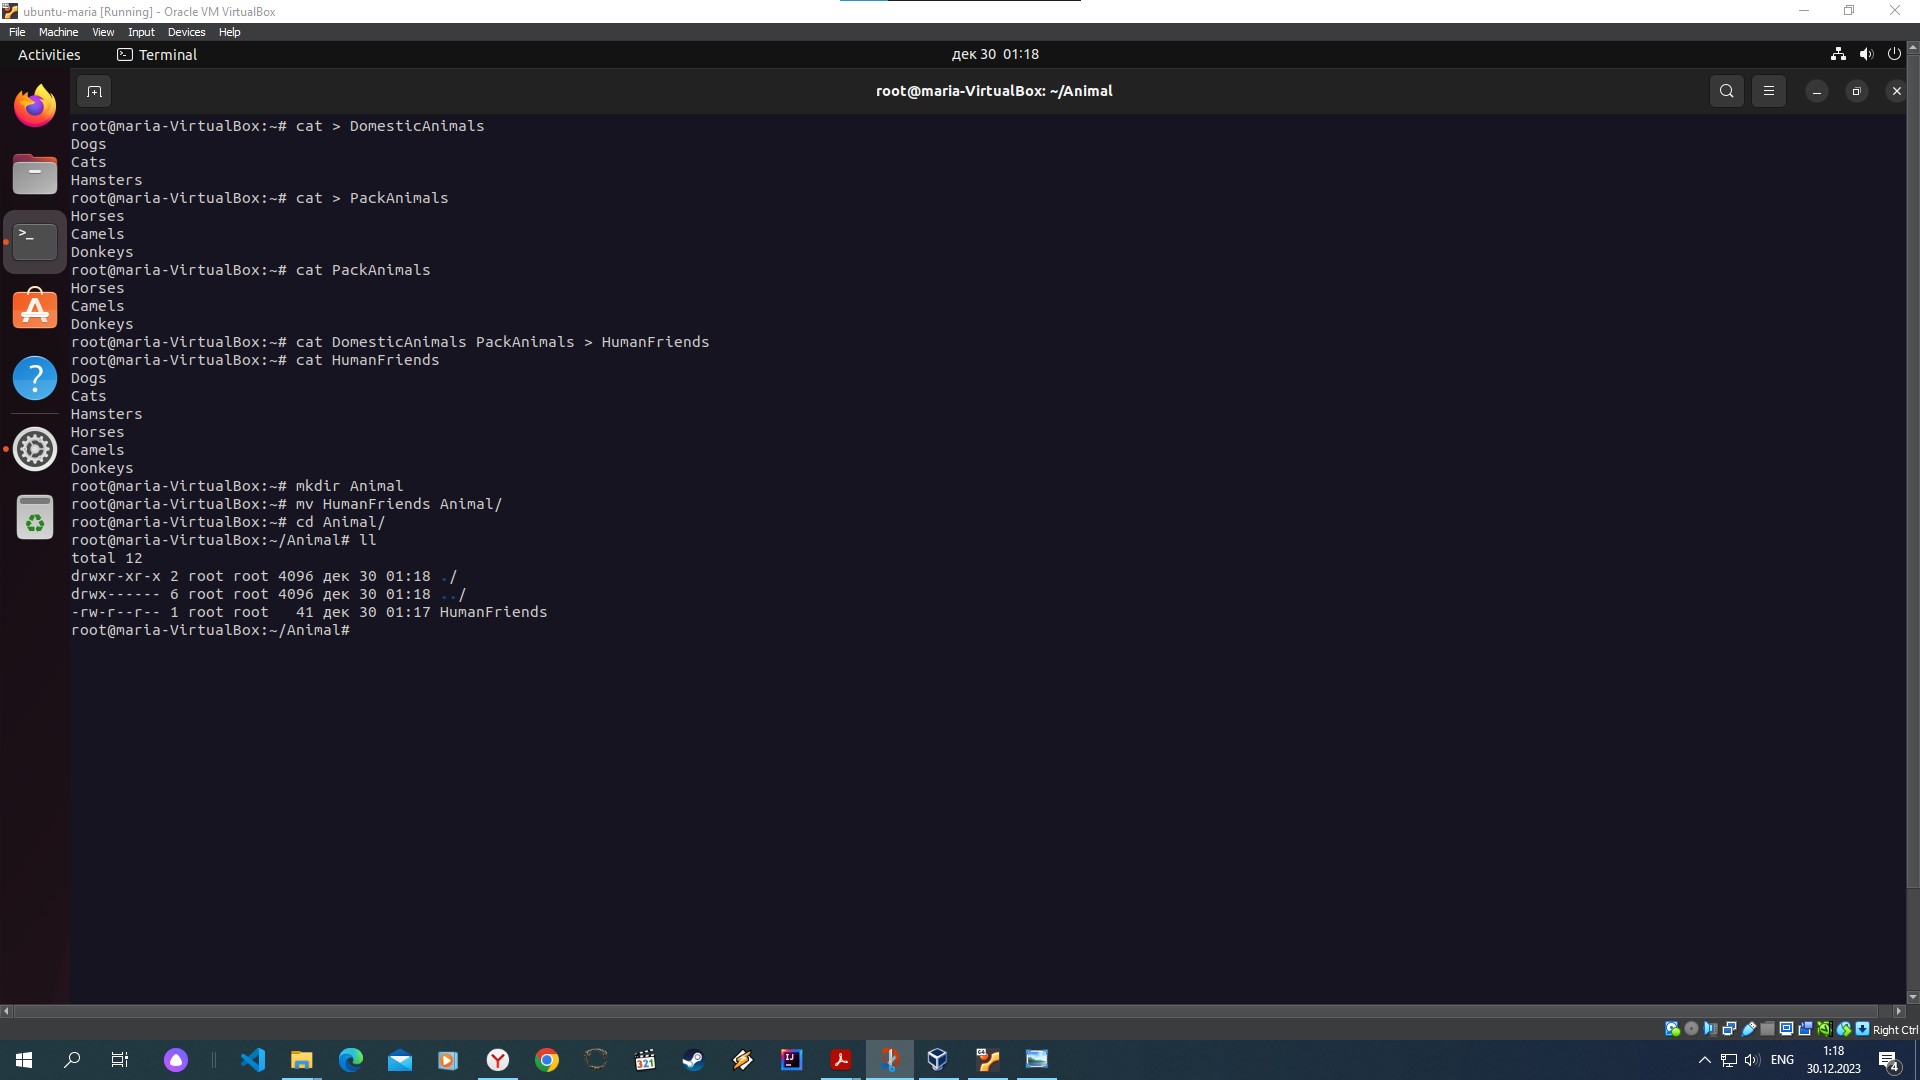 ubuntu-maria [Running] - Oracle VM VirtualBox
File Machine View Input Devices Help
Activities Terminal дек 30 01:18
root@maria-VirtualBox: ~/Animal
root@maria-VirtualBox:~# cat > DomesticAnimals
Dogs
Cats
Hamsters
root@maria-VirtualBox:~# cat > PackAnimals
Horses
Camels
Donkeys
root@maria-VirtualBox:~# cat PackAnimals
Horses
Camels
Donkeys
root@maria-VirtualBox:~# cat DomesticAnimals PackAnimals > HumanFriends
root@maria-VirtualBox:~# cat HumanFriends
Dogs
Cats
Hamsters
Horses
Camels
Donkeys
root@maria-VirtualBox:~# mkdir Animal
root@maria-VirtualBox:~# mv HumanFriends Animal/
root@maria-VirtualBox:~# cd Animal/
root@maria-VirtualBox:~/Animal# ll
total 12
drwxr-xr-x 2 root root 4096 дек 30 01:18 ./
drwx------ 6 root root 4096 дек 30 01:18 ../
-rw-r--r-- 1 root root   41 дек 30 01:17 HumanFriends
root@maria-VirtualBox:~/Animal#
Right Ctrl
ENG
1:18
30.12.2023
4